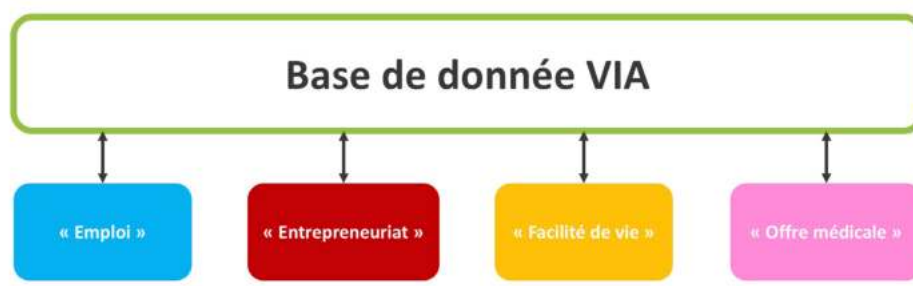 Base de donnée VIA
« Emploi »
« Entrepreneuriat »
« Facilité de vie »
« Offre médicale »